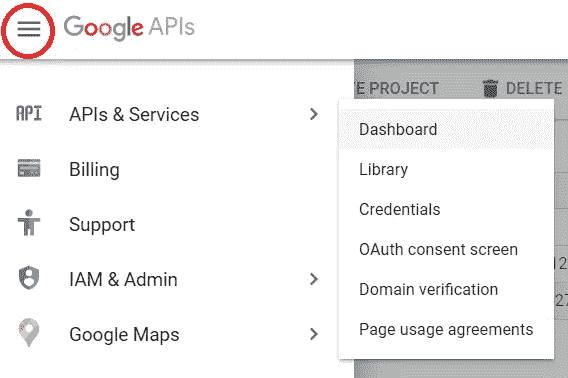 Google APIs
E PROJECT
DELETE
API
APIs & Services
Billing
Support
IAM & Admin
Google Maps
Dashboard
Library
Credentials
OAuth consent screen
Domain verification
Page usage agreements
12
27